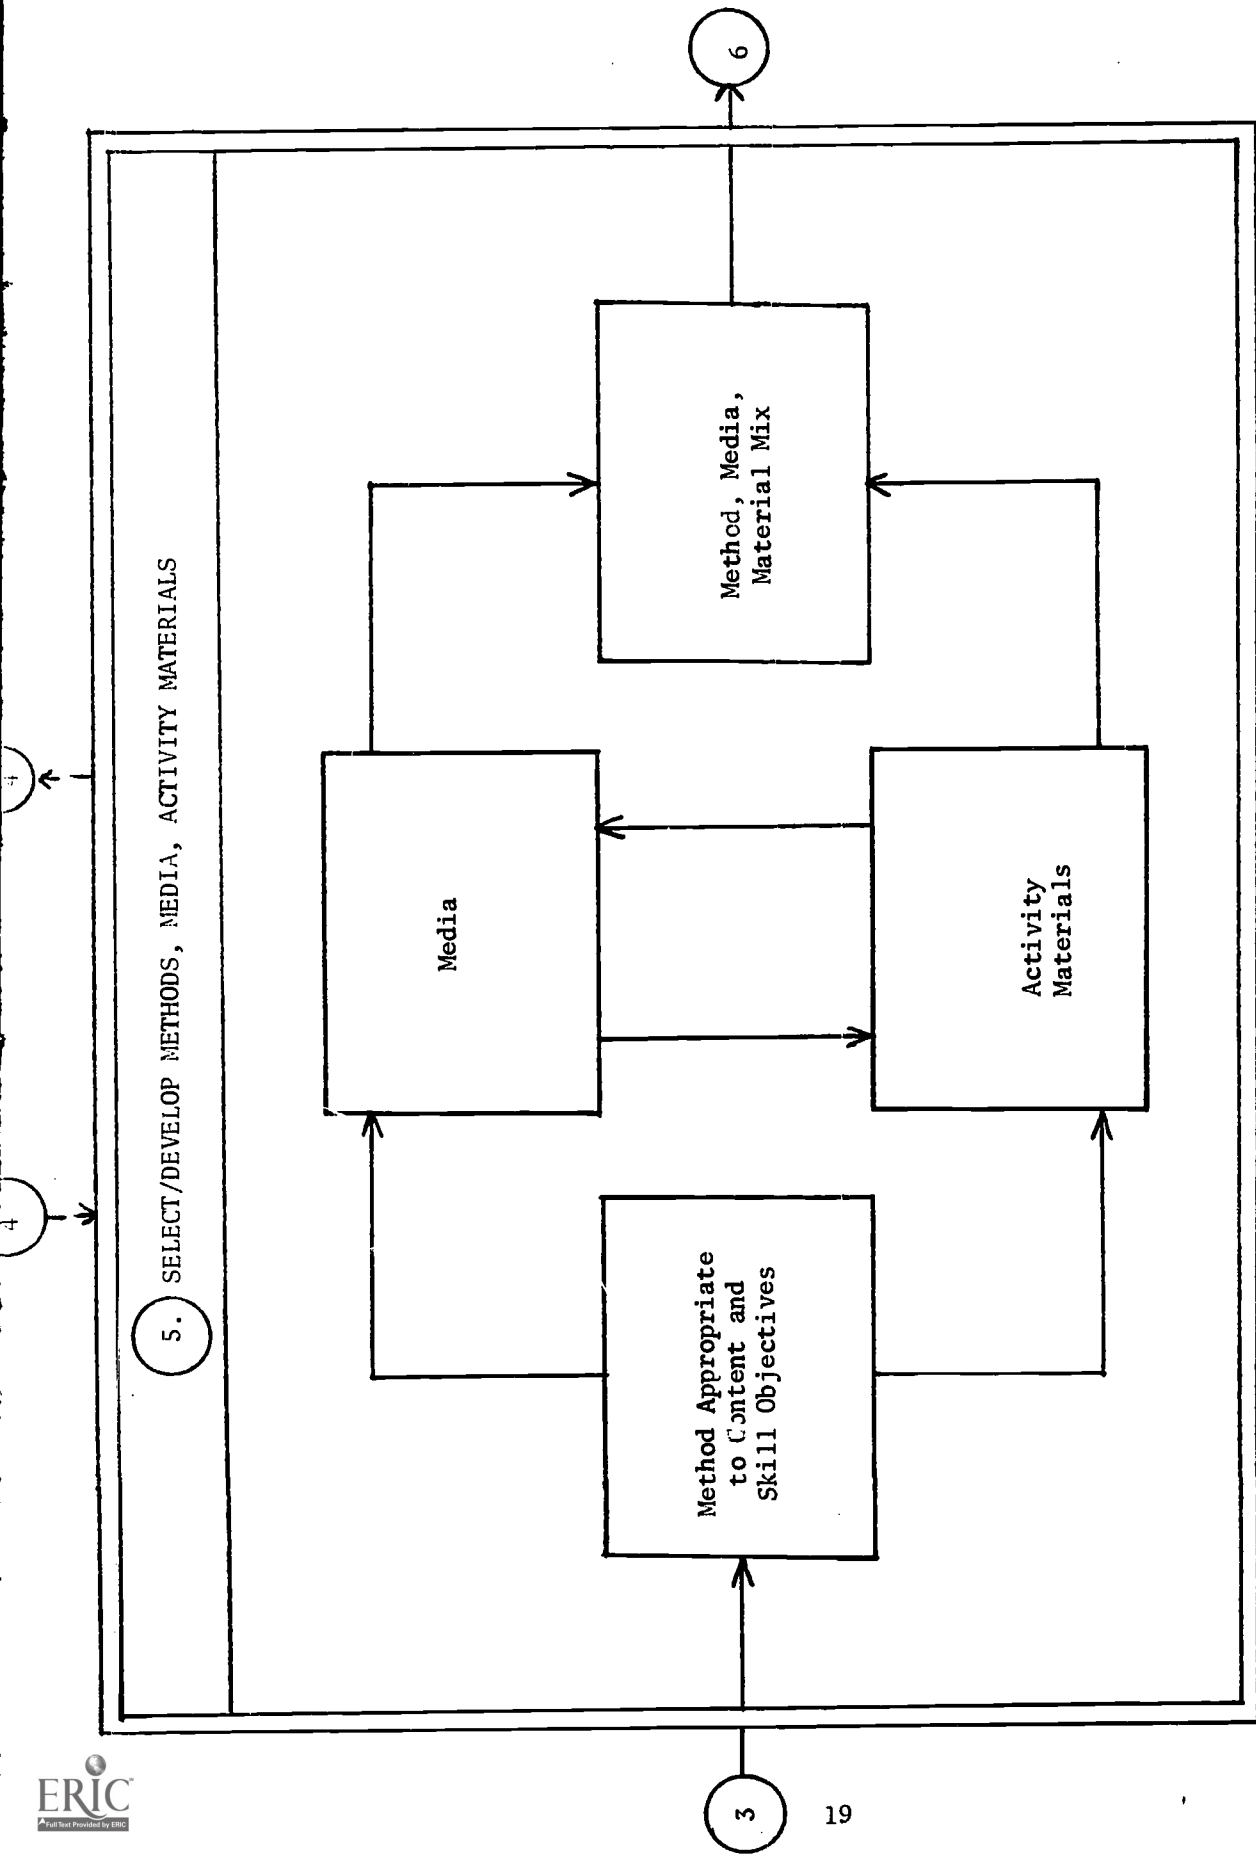 4
4
5. SELECT/DEVELOP METHODS, MEDIA, ACTIVITY MATERIALS
Media
3
Method Appropriate
to Content and
Skill Objectives
Method, Media,
Material Mix
6
Activity
Materials
19
ERIC
Full Text Provided by ERIC